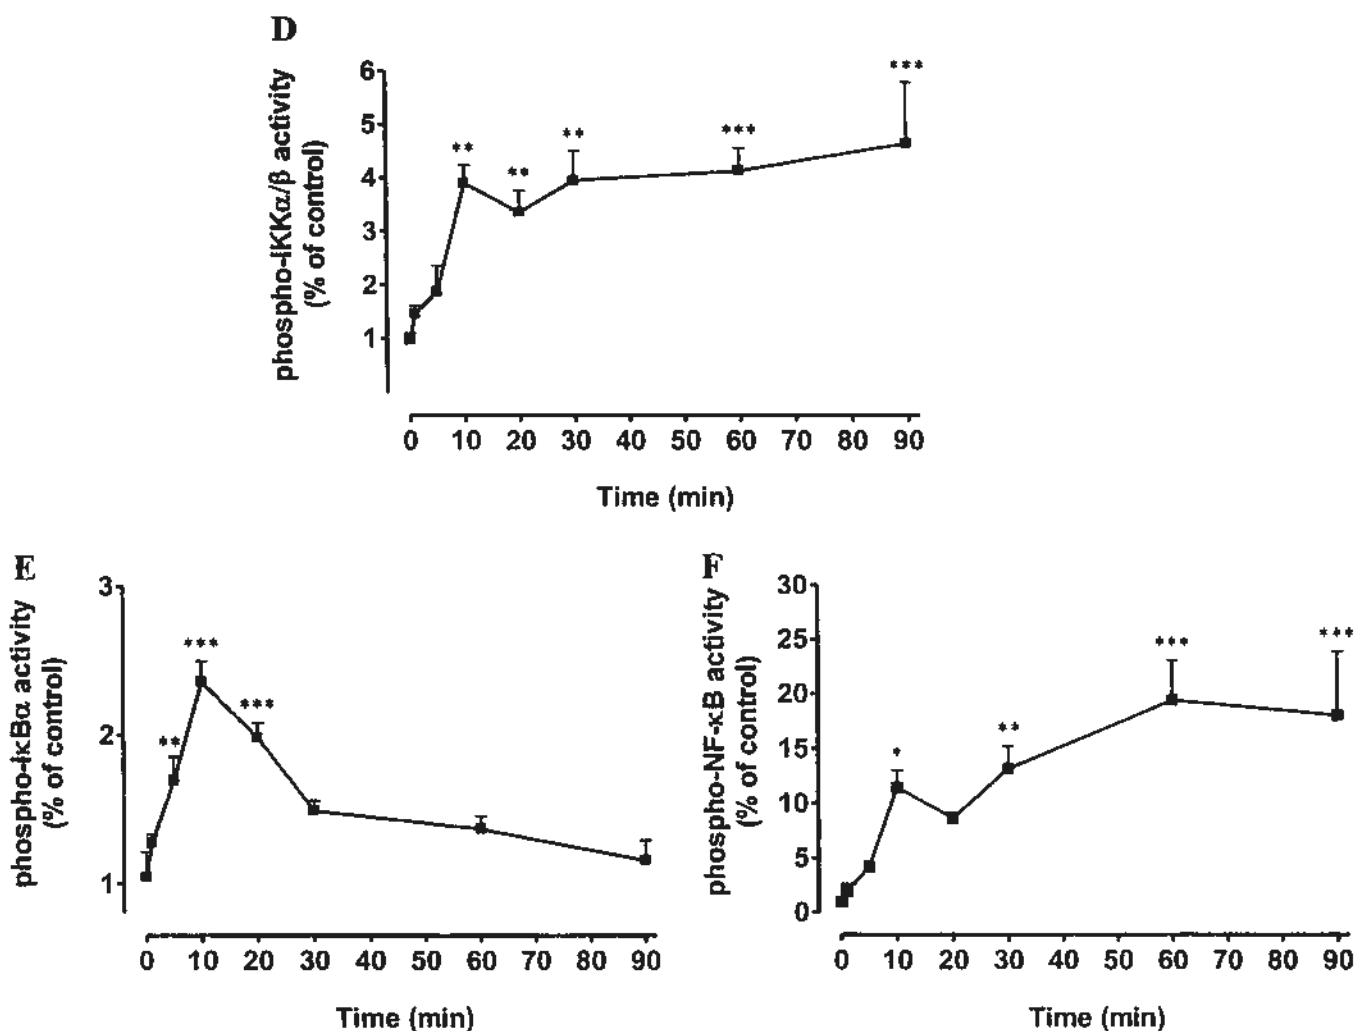 D
phospho-IKKα/β activity
(% of control)
6
5
4
3
2
1
**
**
**
***
***
0 10 20 30 40 50 60 70 80 90
Time (min)
E
phospho-IκBα activity
(% of control)
3
2
1
**
***
***
0 10 20 30 40 50 60 70 80 90
Time (min)
F
phospho-NF-κB activity
(% of control)
30
25
20
15
10
5
0
*
**
***
***
0 10 20 30 40 50 60 70 80 90
Time (min)